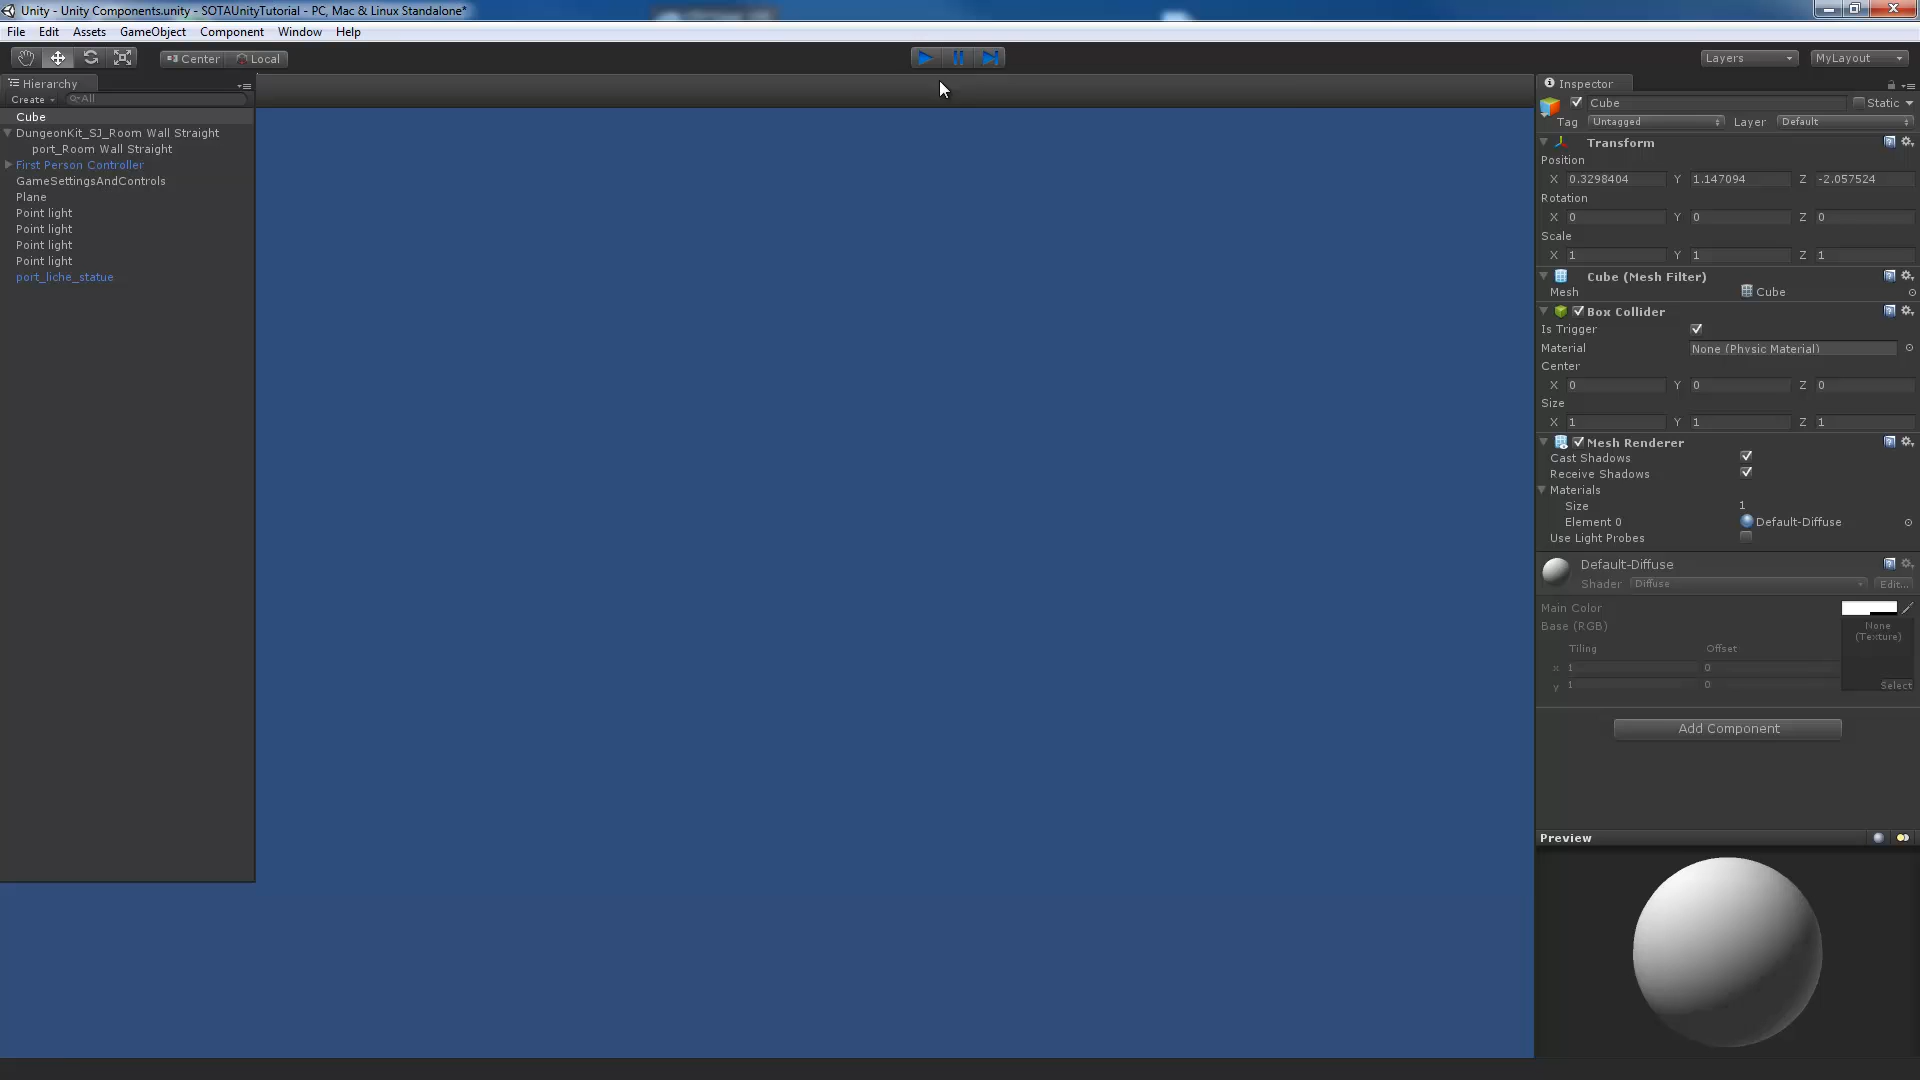 Unity - Unity Components.unity - SOTAUnityTutorial - PC, Mac & Linux Standalone*
File Edit Assets GameObject Component Window Help
Center Local Layers MyLayout
Hierarchy
Create All
Cube
DungeonKit_SJ_Room Wall Straight
port_Room Wall Straight
First Person Controller
GameSettingsAndControls
Plane
Point light
Point light
Point light
Point light
port_liche_statue
Inspector
Cube Static
Tag Untagged Layer Default
Transform
Position
X 0.3298404 Y 1.147094 Z -2.057524
Rotation
X 0 Y 0 Z 0
Scale
X 1 Y 1 Z 1
Cube (Mesh Filter)
Mesh Cube
Box Collider
Is Trigger
Material None (Physic Material)
Center
X 0 Y 0 Z 0
Size
X 1 Y 1 Z 1
Mesh Renderer
Cast Shadows
Receive Shadows
Materials
Size 1
Element 0 Default-Diffuse
Use Light Probes
Default-Diffuse
Shader Diffuse Edit...
Main Color
Base (RGB) None (Texture)
Tiling Offset
x 1 0
y 1 0
Select
Add Component
Preview